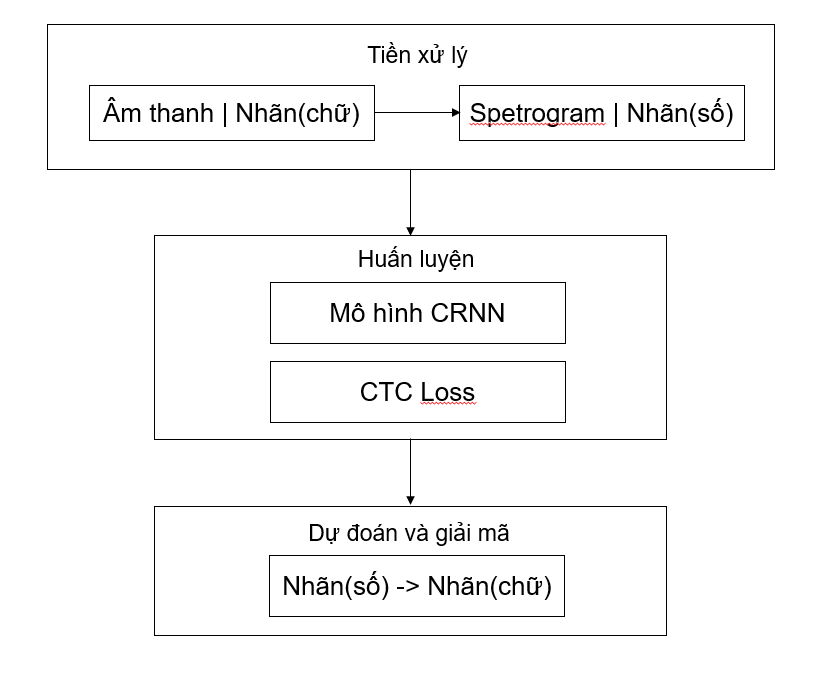 Tiền xử lý
Âm thanh | Nhãn(chữ)
Spetrogram | Nhãn(số)
Huấn luyện
Mô hình CRNN
CTC Loss
Dự đoán và giải mã
Nhãn(số) -> Nhãn(chữ)